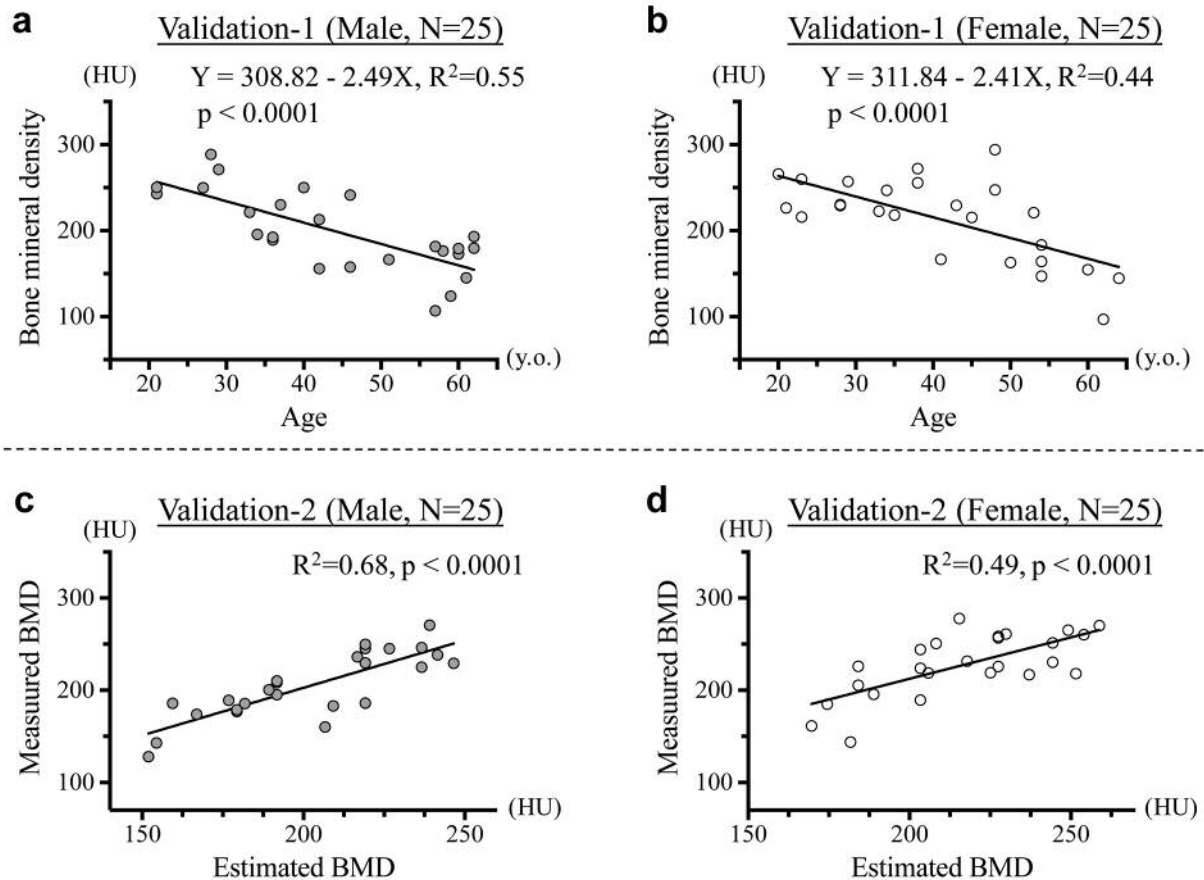 a
Validation-1 (Male, N=25)
(HU)
Y = 308.82 - 2.49X, R²=0.55
p < 0.0001
Bone mineral density
300
200
100
20 30 40 50 60
(y.o.)
Age
b
Validation-1 (Female, N=25)
(HU)
Y = 311.84 - 2.41X, R²=0.44
p < 0.0001
Bone mineral density
300
200
100
20 30 40 50 60
(y.o.)
Age
c
Validation-2 (Male, N=25)
(HU)
R²=0.68, p < 0.0001
Measuured BMD
300
200
100
150 200 250
(HU)
Estimated BMD
d
Validation-2 (Female, N=25)
(HU)
R²=0.49, p < 0.0001
Measuured BMD
300
200
100
150 200 250
(HU)
Estimated BMD